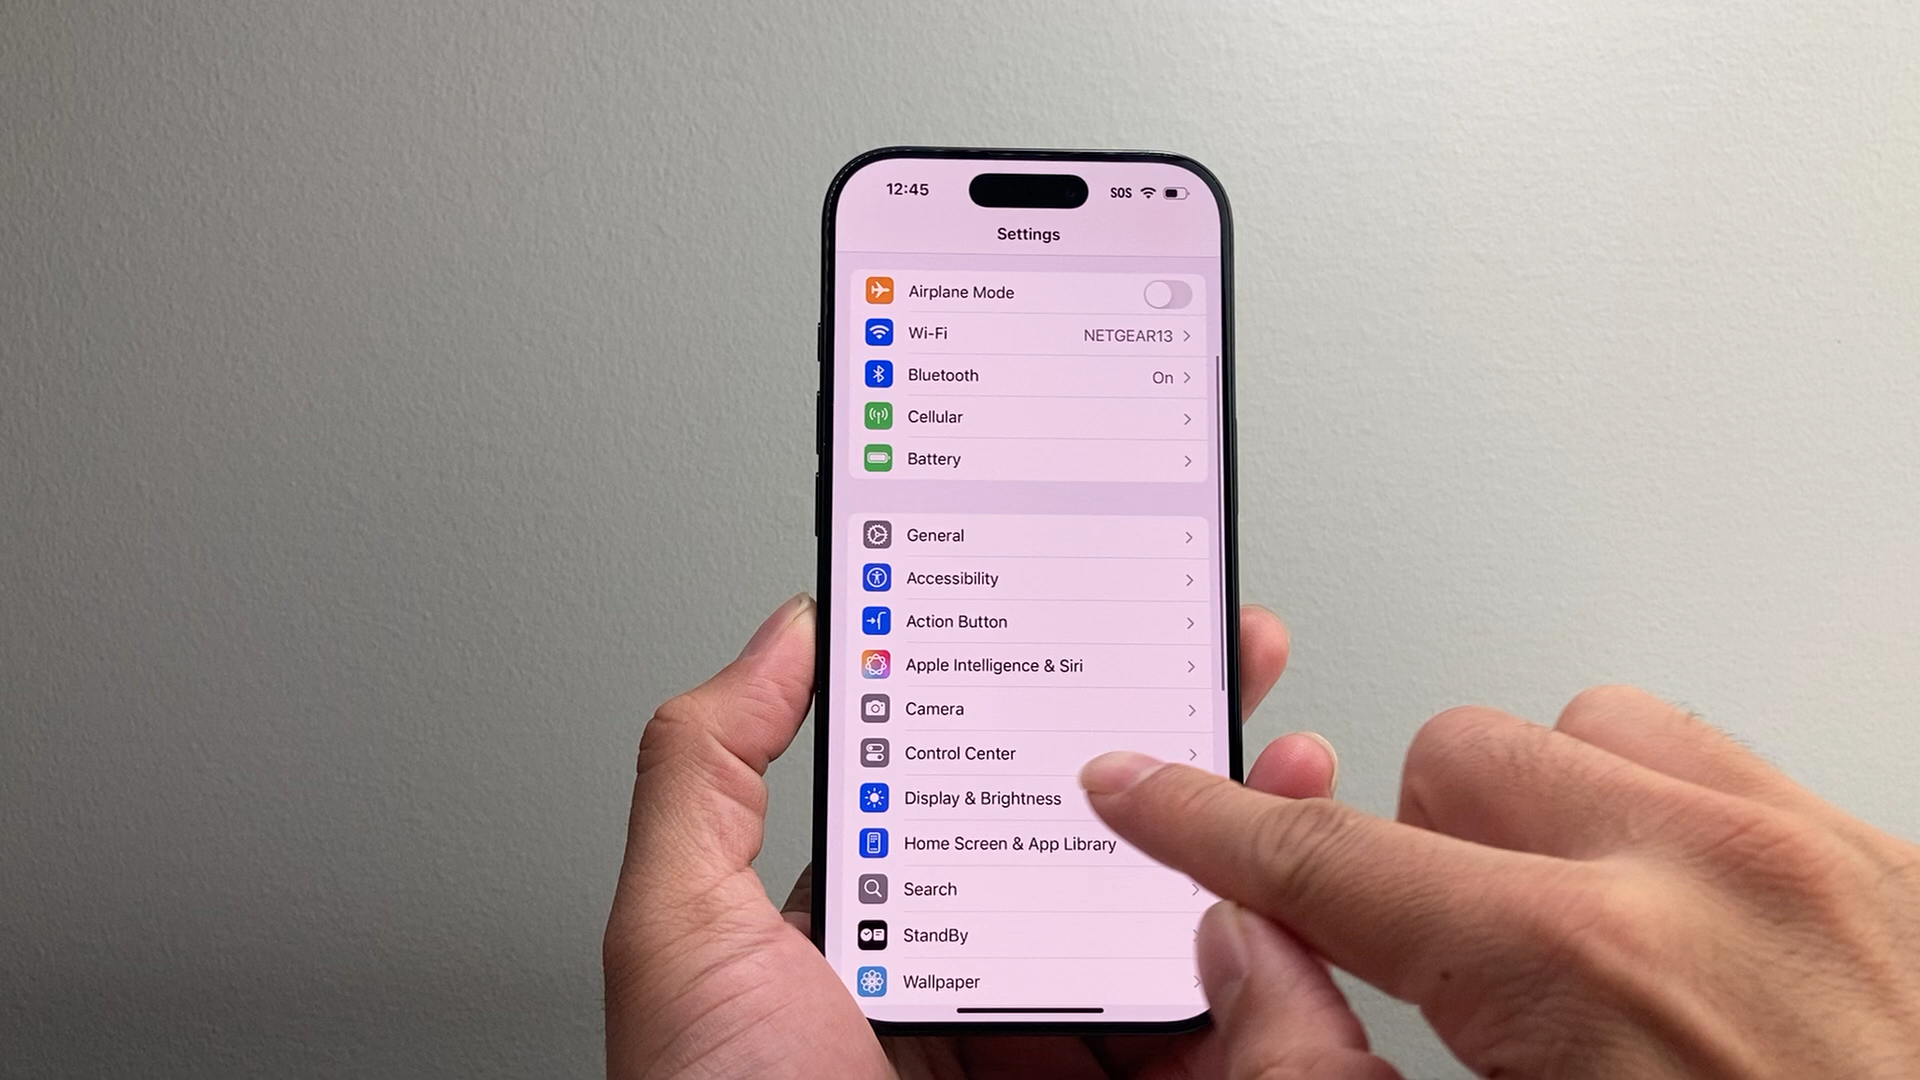 12:45 SOS
Settings
Airplane Mode
Wi-Fi NETGEAR13
Bluetooth On
Cellular
Battery
General
Accessibility
Action Button
Apple Intelligence & Siri
Camera
Control Center
Display & Brightness
Home Screen & App Library
Search
StandBy
Wallpaper